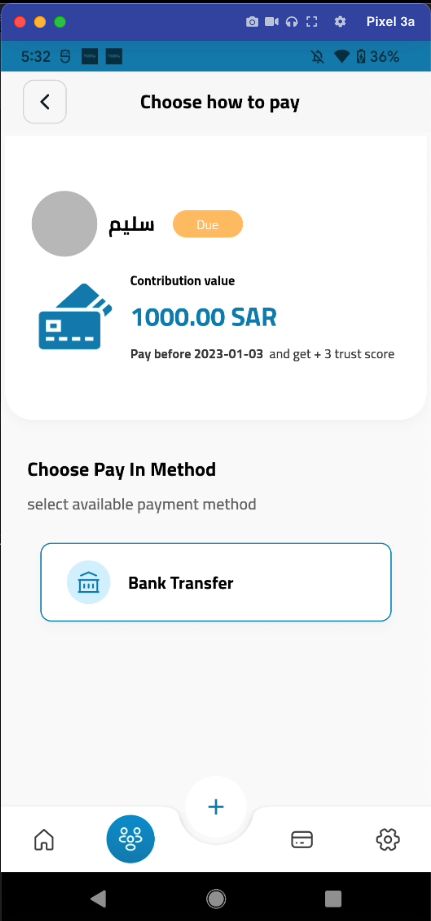 Pixel 3a
5:32
36%
Choose how to pay
سليم
Due
Contribution value
1000.00 SAR
Pay before 2023-01-03 and get + 3 trust score
Choose Pay In Method
select available payment method
Bank Transfer